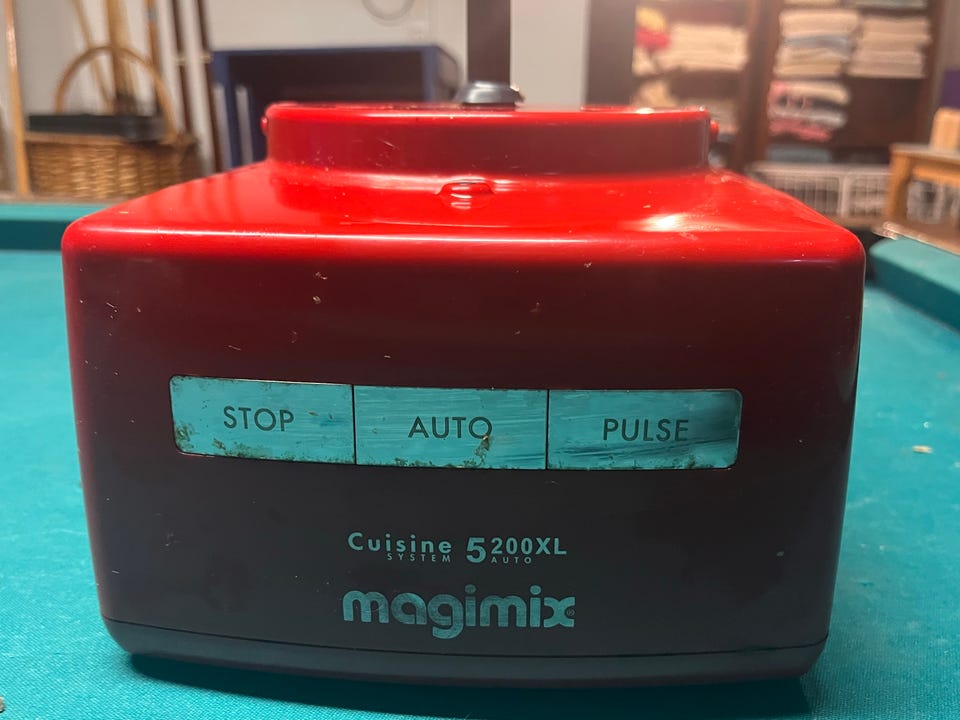 STOP AUTO PULSE
Cuisine 5200XL
SYSTEM AUTO
magimix